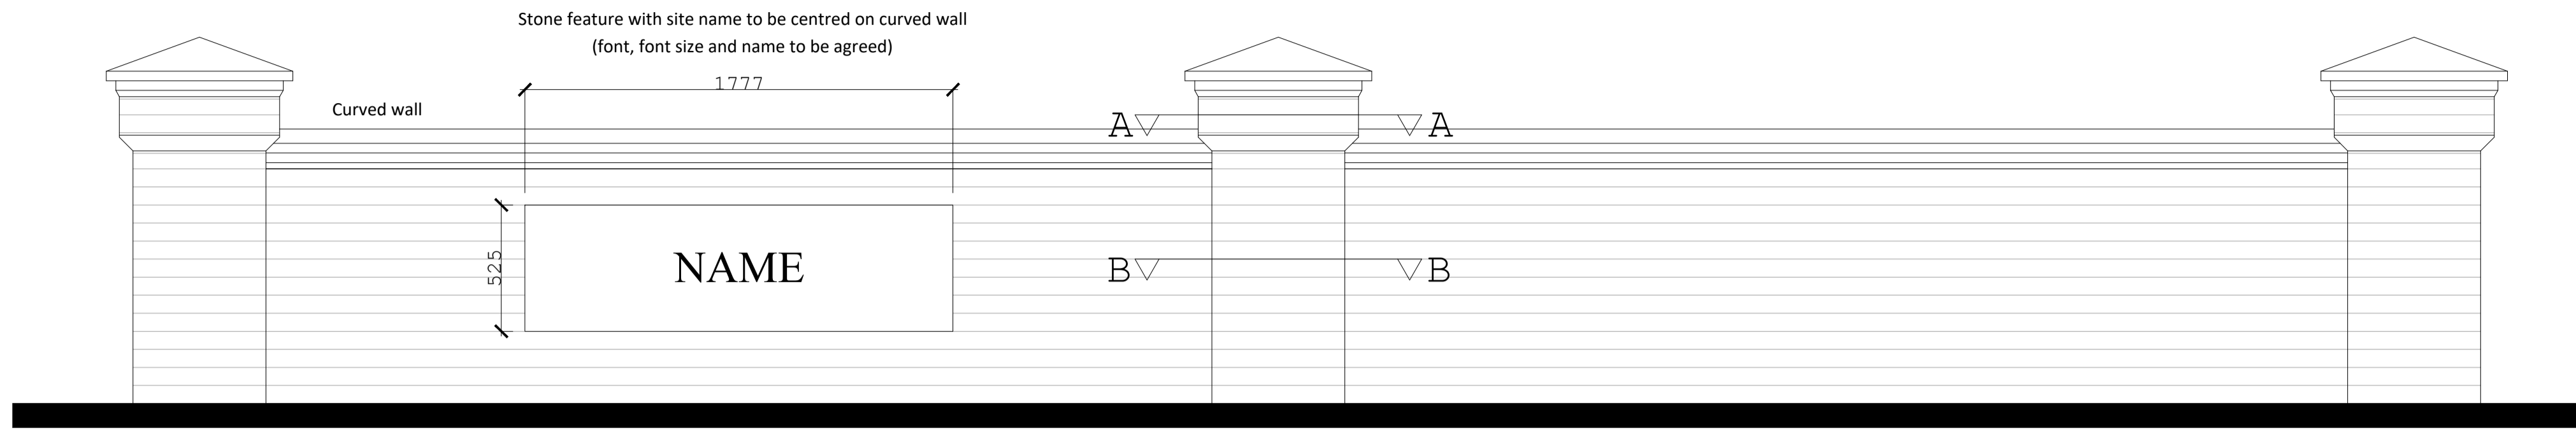 Stone feature with site name to be centred on curved wall
(font, font size and name to be agreed)
1777
Curved wall
A A
525
NAME
B B